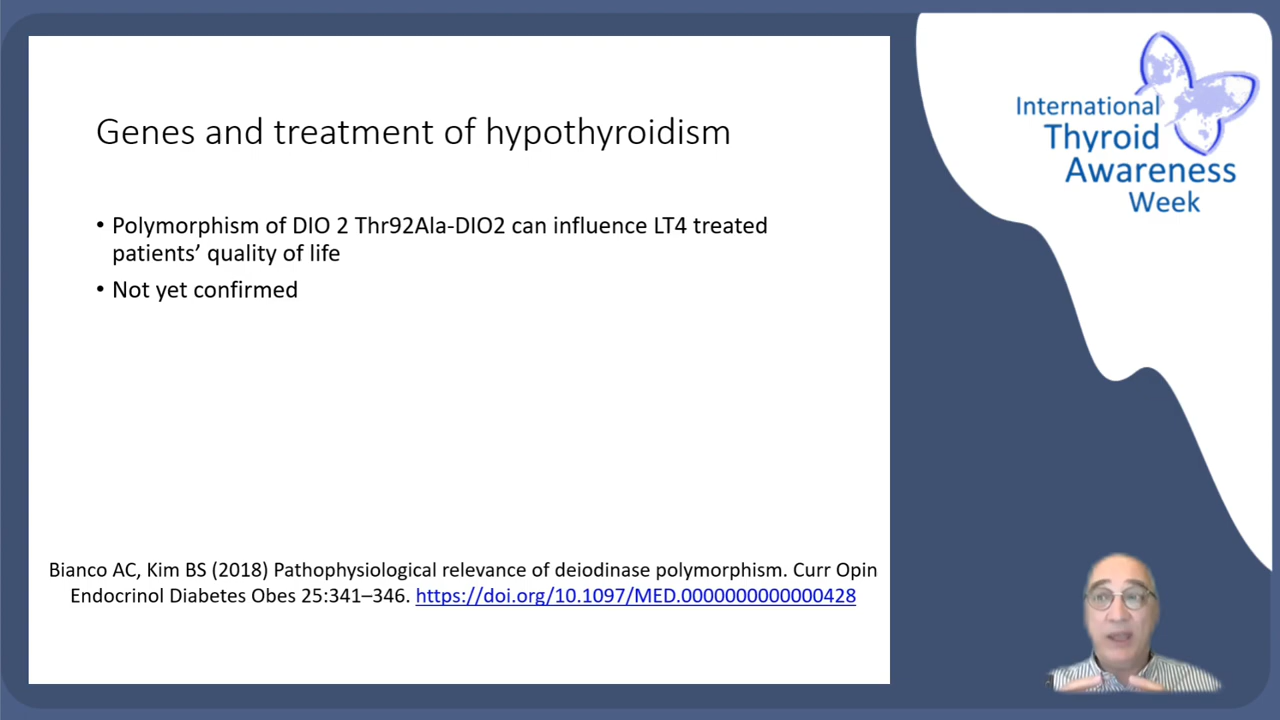 Genes and treatment of hypothyroidism
• Polymorphism of DIO 2 Thr92Ala-DIO2 can influence LT4 treated
patients’ quality of life
• Not yet confirmed
Bianco AC, Kim BS (2018) Pathophysiological relevance of deiodinase polymorphism. Curr Opin
Endocrinol Diabetes Obes 25:341–346. https://doi.org/10.1097/MED.0000000000000428
International
Thyroid
Awareness
Week